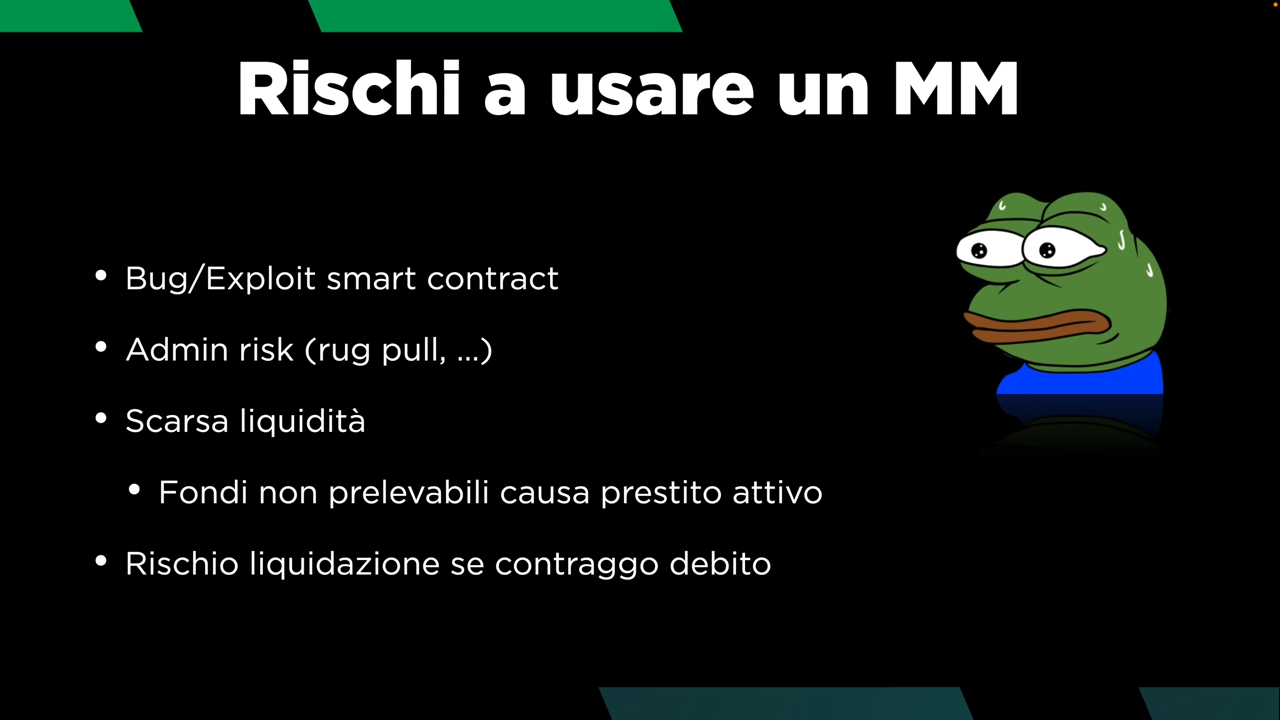 Rischi a usare un MM
• Bug/Exploit smart contract
• Admin risk (rug pull, ...)
• Scarsa liquidità
• Fondi non prelevabili causa prestito attivo
• Rischio liquidazione se contraggo debito